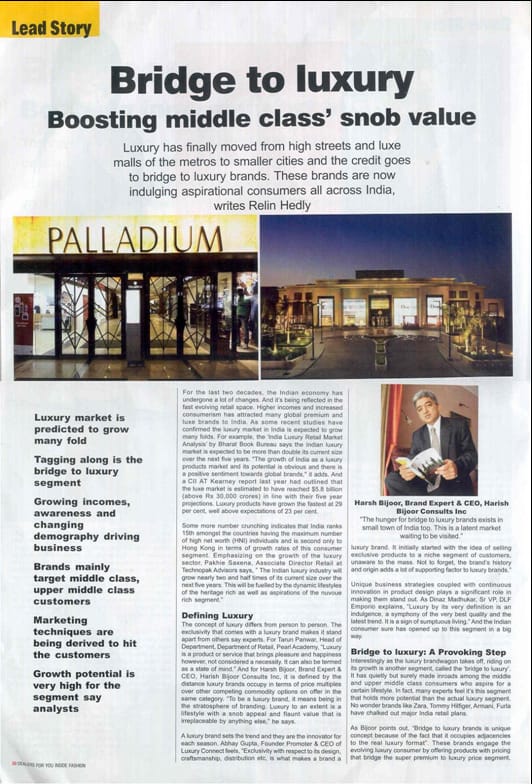 Lead Story
Bridge to luxury
Boosting middle class' snob value
Luxury has finally moved from high streets and luxe
malls of the metros to smaller cities and the credit goes
to bridge to luxury brands. These brands are now
indulging aspirational consumers all across India,
writes Relin Hedly
PALLADIUM
Luxury market is
predicted to grow
many fold
Tagging along is the
bridge to luxury
segment
Growing incomes,
awareness and
changing
demography driving
business
Brands mainly
target middle class,
upper middle class
customers
Marketing
techniques are
being derived to hit
the customers
Growth potential is
very high for the
segment say
analysts
For the last two decades, the Indian economy has
undergone a lot of changes. And it's being reflected in the
fast evolving retail space. Higher incomes and increased
consumerism has attracted many global premium and
luxe brands to India. As some recent studies have
confirmed the luxury market in India is expected to grow
many folds. For example, the 'India Luxury Retail Market
Analysis' by Bharat Book Bureau says the indian luxury
market is expected to be more than double its current size
over the next five years. "The growth of India as a luxury
products market and its potential is obvious and there is
a positive sentiment towards global brands," it adds. And
a CII AT Kearney report last year had outlined that
the luxe market is estimated to have reached $5.8 billion
(above Rs 30,000 crores) in line with their five year
projections. Luxury products have grown the fastest at 29
per cent, well above expectations of 23 per cent.
Some more number crunching indicates that India ranks
15th amongst the countries having the maximum number
of high net worth (HNI) individuals and is second only to
Hong Kong in terms of growth rates of this consumer
segment. Emphasizing on the growth of the luxury
sector, Pakhie Saxena, Associate Director Retail at
Technopak Advisors says, " The Indian luxury industry will
grow nearly two and half times of its current size over the
next five years. This will be fuelled by the dynamic lifestyles
of the heritage rich as well as aspirations of the nuvoue
rich segment."
Defining Luxury
The concept of luxury differs from person to person. The
exclusivity that comes with a luxury brand makes it stand
apart from others say experts. For Tarun Panwar, Head of
Department, Department of Retail, Pearl Academy, "Luxury
is a product or service that brings pleasure and happiness
however, not considered a necessity. It can also be termed
as a state of mind." And for Harish Bijoor, Brand Expert &
CEO, Harish Bijoor Consults Inc, it is defined by the
distance luxury brands occupy in terms of price multiples
over other competing commodity options on offer in the
same category. "To be a luxury brand, it means being in
the stratosphere of branding. Luxury to an extent is a
lifestyle with a snob appeal and flaunt value that is
irreplaceable by anything else," he says.
A luxury brand sets the trend and they are the innovator for
each season. Abhay Gupta, Founder Promoter & CEO of
Luxury Connect feels, "Exclusively with respect to its design,
craftsmanship, distribution etc, is what makes a brand a
Harsh Bijoor, Brand Expert & CEO, Harish
Bijoor Consults Inc
"The hunger for bridge to luxury brands exists in
small town of India too. This is a latent market
waiting to be visited."
luxury brand. It initially started with the idea of selling
exclusive products to a niche segment of customers,
unaware to the mass. Not to forget, the brand's history
and origin adds a lot of supporting factor to luxury brands."
Unique business strategies coupled with continuous
innovation in product design plays a significant role in
making them stand out. As Dinaz Madhukar, Sr VP, DLF
Emporio explains, "Luxury by its very definition is an
indulgence, a symphony of the very best quality and the
latest trend. It is a sign of sumptuous living." And the Indian
consumer sure has opened up to this segment in a big
way.
Bridge to luxury: A Provoking Step
Interestingly as the luxury brandwagon takes off, riding on
its growth is another segment, called the 'bridge to luxury'.
It has quietly but surely made inroads among the middle
and upper middle class consumers who aspire for a
certain lifestyle. In fact, many experts feel it's this segment
that holds more potential than the actual luxury segment.
No wonder brands like Zara, Tommy Hilfiger, Armani, Furla
have chalked out major India retail plans.
As Bijoor points out, "Bridge to luxury brands is unique
concept because of the fact that it occupies adjacencies
to the real luxury format". These brands engage the
evolving luxury consumer by offering products with pricing
that bridge the super premium to luxury price segment.
DEALERS FOR YOU INSIDE FASHION